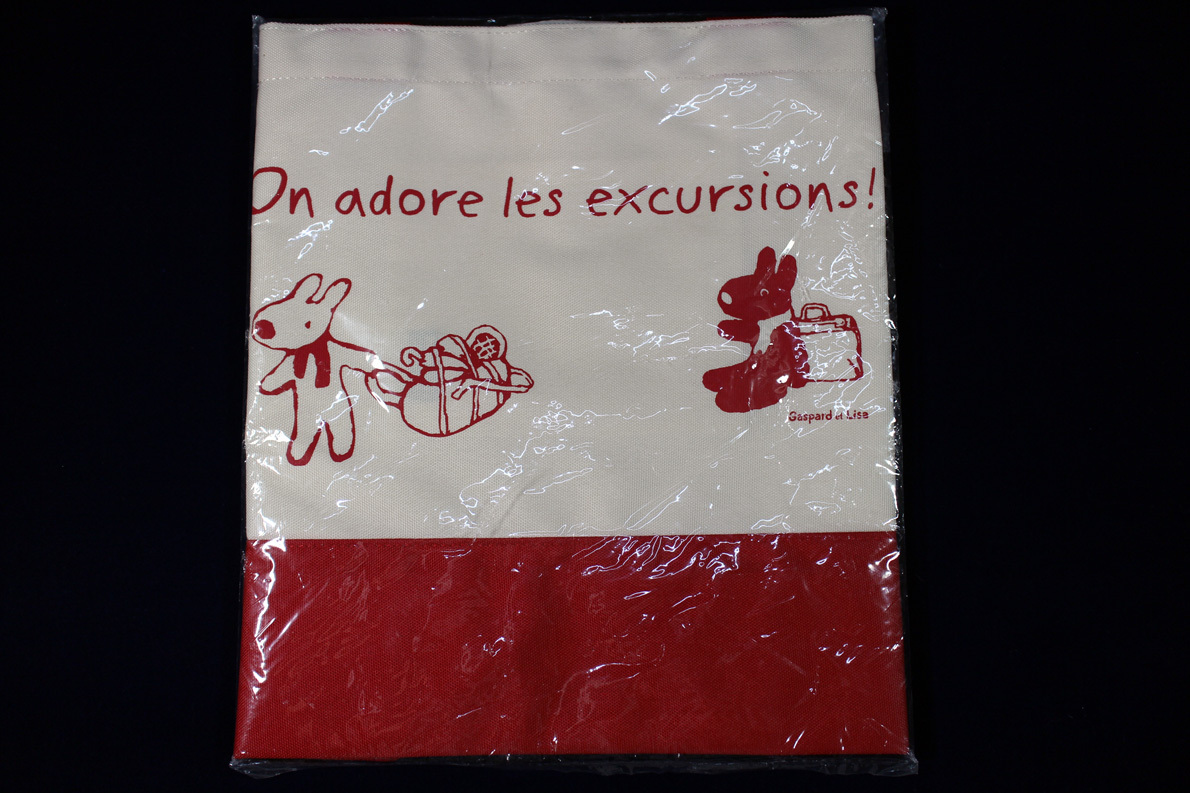 On adore les excursions!
Gaspard et Lisa